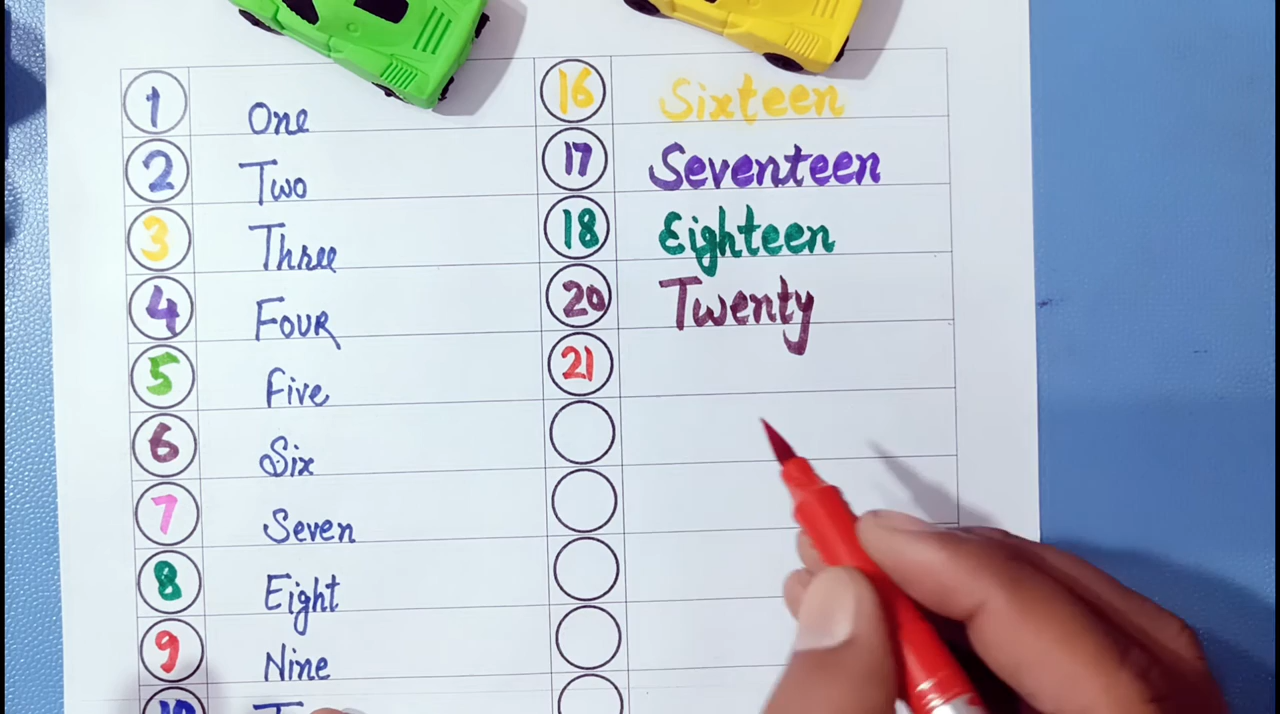 1 One
2 Two
3 Three
4 FOUR
5 Five
6 Six
7 Seven
8 Eight
9 Nine
10
16 Sixteen
17 Seventeen
18 Eighteen
20 Twenty
21